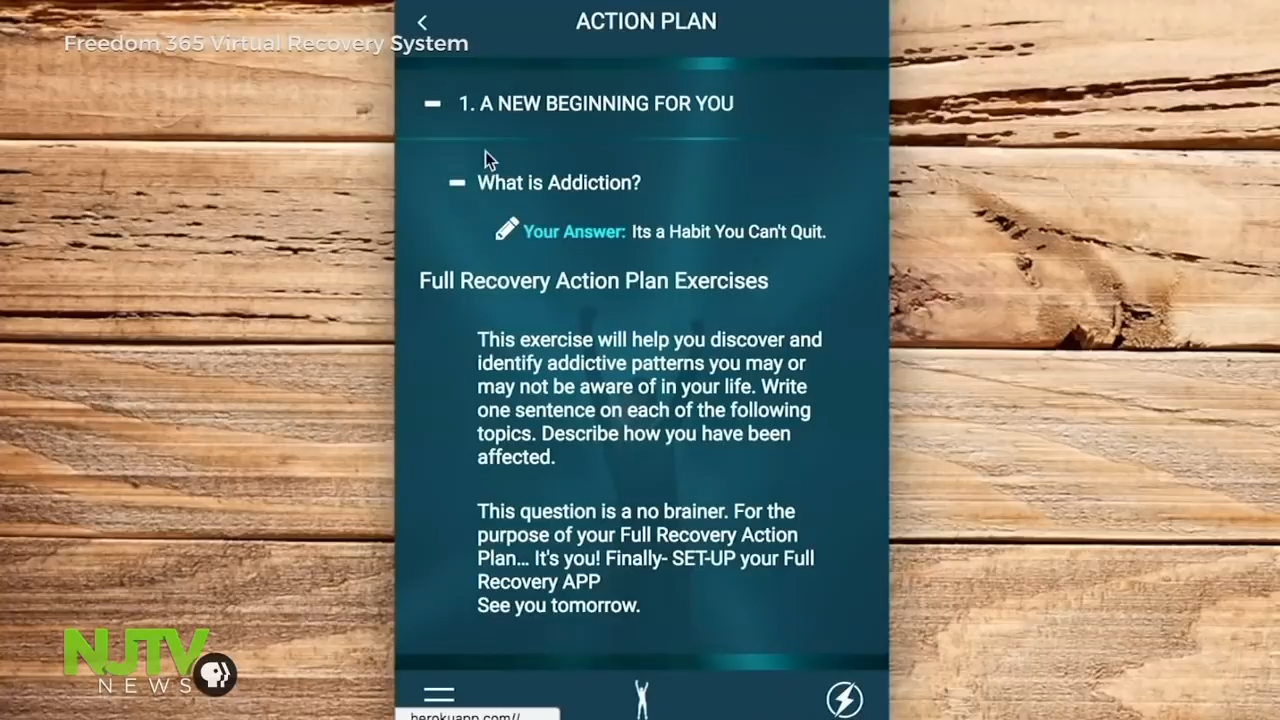 ACTION PLAN
Freedom 365 Virtual Recovery System
1. A NEW BEGINNING FOR YOU
What is Addiction?
Your Answer: Its a Habit You Can't Quit.
Full Recovery Action Plan Exercises
This exercise will help you discover and
identify addictive patterns you may or
may not be aware of in your life. Write
one sentence on each of the following
topics. Describe how you have been
affected.
This question is a no brainer. For the
purpose of your Full Recovery Action
Plan... It's you! Finally- SET-UP your Full
Recovery APP
See you tomorrow.
NJTV
NEWS
herokuapp.com//